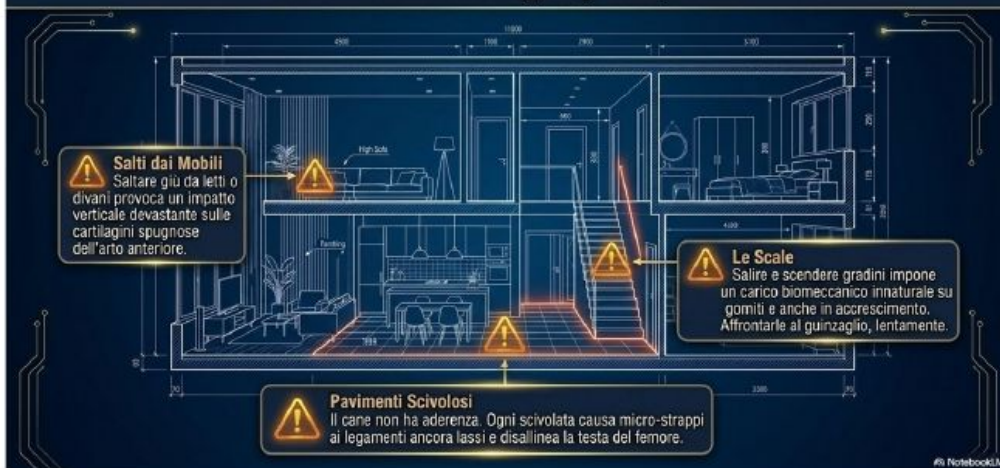 High Sofa
Salti dai Mobili
Saltare giù da letti o
divani provoca un impatto
verticale devastante sulle
cartilagini spugnose
dell'arto anteriore.
Le Scale
Salire e scendere gradini impone
un carico biomeccanico innaturale su
gomiti e anche in accrescimento.
Affrontarle al guinzaglio, lentamente.
Pavimenti Scivolosi
Il cane non ha aderenza. Ogni scivolata causa micro-strappi
ai legamenti ancora lassi e disallinea la testa del femore.
NotebookLM